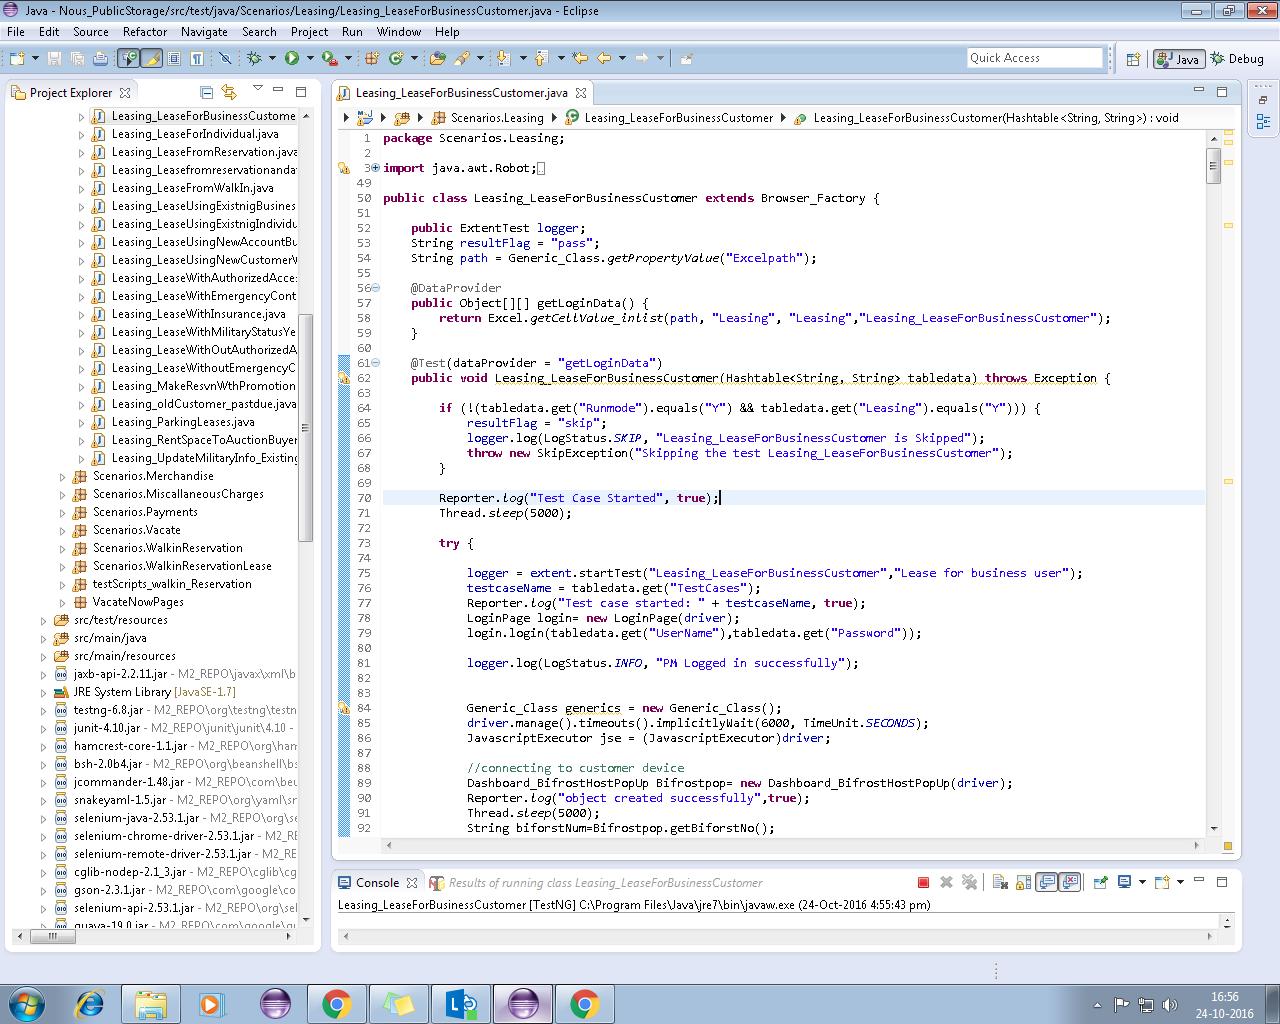 Java - Nous_PublicStorage/src/test/java/Scenarios/Leasing/Leasing_LeaseForBusinessCustomer.java - Eclipse
File Edit Source Refactor Navigate Search Project Run Window Help
Quick Access
Java
Debug
Project Explorer
Leasing_LeaseForBusinessCustome
Leasing_LeaseForIndividual.java
Leasing_LeaseFromReservation.java
Leasing_Leasefromreservationanda
Leasing_LeaseFromWalkIn.java
Leasing_LeaseUsingExistnigBusines
Leasing_LeaseUsingExistnigIndividu
Leasing_LeaseUsingNewAccountBu
Leasing_LeaseUsingNewCustomerV
Leasing_LeaseWithAuthorizedAcce
Leasing_LeaseWithEmergencyCont
Leasing_LeaseWithInsurance.java
Leasing_LeaseWithMilitaryStatusYe
Leasing_LeaseWithOutAuthorizedA
Leasing_LeaseWithoutEmergencyC
Leasing_MakeResvnWthPromotion
Leasing_oldCustomer_pastdue.java
Leasing_ParkingLeases.java
Leasing_RentSpaceToAuctionBuyer
Leasing_UpdateMilitaryInfo_Existing
Scenarios.Merchandise
Scenarios.MiscallaneousCharges
Scenarios.Payments
Scenarios.Vacate
Scenarios.WalkinReservation
Scenarios.WalkinReservationLease
testScripts_walkin_Reservation
VacateNowPages
src/test/resources
src/main/java
src/main/resources
jaxb-api-2.2.11.jar - M2_REPO\javax\xml\b
JRE System Library [JavaSE-1.7]
testng-6.8.jar - M2_REPO\org\testng\testn
junit-4.10.jar - M2_REPO\junit\junit\4.10 -
hamcrest-core-1.1.jar - M2_REPO\org\han
bsh-2.0b4.jar - M2_REPO\org\beanshell\bs
jcommander-1.48.jar - M2_REPO\com\beu
snakeyaml-1.5.jar - M2_REPO\org\yaml\sn
selenium-java-2.53.1.jar - M2_REPO\org\s
selenium-chrome-driver-2.53.1.jar - M2_R
selenium-remote-driver-2.53.1.jar - M2_RE
cglib-nodep-2.1_3.jar - M2_REPO\cglib\cg
gson-2.3.1.jar - M2_REPO\com\google\co
selenium-api-2.53.1.jar - M2_REPO\org\sel
guava-19.0.jar - M2_REPO\com\google\gu
Leasing_LeaseForBusinessCustomer.java
Scenarios.Leasing Leasing_LeaseForBusinessCustomer Leasing_LeaseForBusinessCustomer(Hashtable<String, String>) : void
1 package Scenarios.Leasing;
2
3 import java.awt.Robot;
49
50 public class Leasing_LeaseForBusinessCustomer extends Browser_Factory {
51
52 public ExtentTest logger;
53 String resultFlag = "pass";
54 String path = Generic_Class.getPropertyValue("Excelpath");
55
56 @DataProvider
57 public Object[][] getLoginData() {
58 return Excel.getCellValue_inlist(path, "Leasing", "Leasing","Leasing_LeaseForBusinessCustomer");
59 }
60
61 @Test(dataProvider = "getLoginData")
62 public void Leasing_LeaseForBusinessCustomer(Hashtable<String, String> tabledata) throws Exception {
63
64 if (!(tabledata.get("Runmode").equals("Y") && tabledata.get("Leasing").equals("Y"))) {
65 resultFlag = "skip";
66 logger.log(LogStatus.SKIP, "Leasing_LeaseForBusinessCustomer is Skipped");
67 throw new SkipException("Skipping the test Leasing_LeaseForBusinessCustomer");
68 }
69
70 Reporter.log("Test Case Started", true);
71 Thread.sleep(5000);
72
73 try {
74
75 logger = extent.startTest("Leasing_LeaseForBusinessCustomer","Lease for business user");
76 testcaseName = tabledata.get("TestCases");
77 Reporter.log("Test case started: " + testcaseName, true);
78 LoginPage login= new LoginPage(driver);
79 login.login(tabledata.get("UserName"),tabledata.get("Password"));
80
81 logger.log(LogStatus.INFO, "PM Logged in successfully");
82
83
84 Generic_Class generics = new Generic_Class();
85 driver.manage().timeouts().implicitlyWait(6000, TimeUnit.SECONDS);
86 JavascriptExecutor jse = (JavascriptExecutor)driver;
87
88 //connecting to customer device
89 Dashboard_BifrostHostPopUp Bifrostpop= new Dashboard_BifrostHostPopUp(driver);
90 Reporter.log("object created successfully",true);
91 Thread.sleep(5000);
92 String biforstNum=Bifrostpop.getBiforstNo();
Console Results of running class Leasing_LeaseForBusinessCustomer
Leasing_LeaseForBusinessCustomer [TestNG] C:\Program Files\Java\jre7\bin\javaw.exe (24-Oct-2016 4:55:43 pm)
16:56
24-10-2016